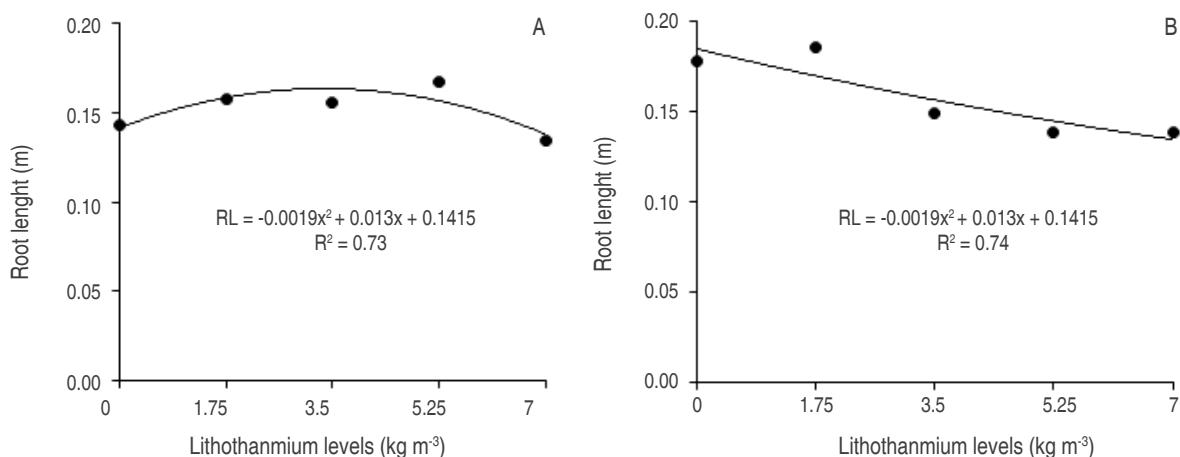 A
Root lenght (m)
0.20
0.15
0.10
0.05
0.00
RL = -0.0019x² + 0.013x + 0.1415
R² = 0.73
0 1.75 3.5 5.25 7
Lithothanmium levels (kg m⁻³)
B
Root lenght (m)
0.20
0.15
0.10
0.05
0.00
RL = -0.0019x² + 0.013x + 0.1415
R² = 0.74
0 1.75 3.5 5.25 7
Lithothanmium levels (kg m⁻³)